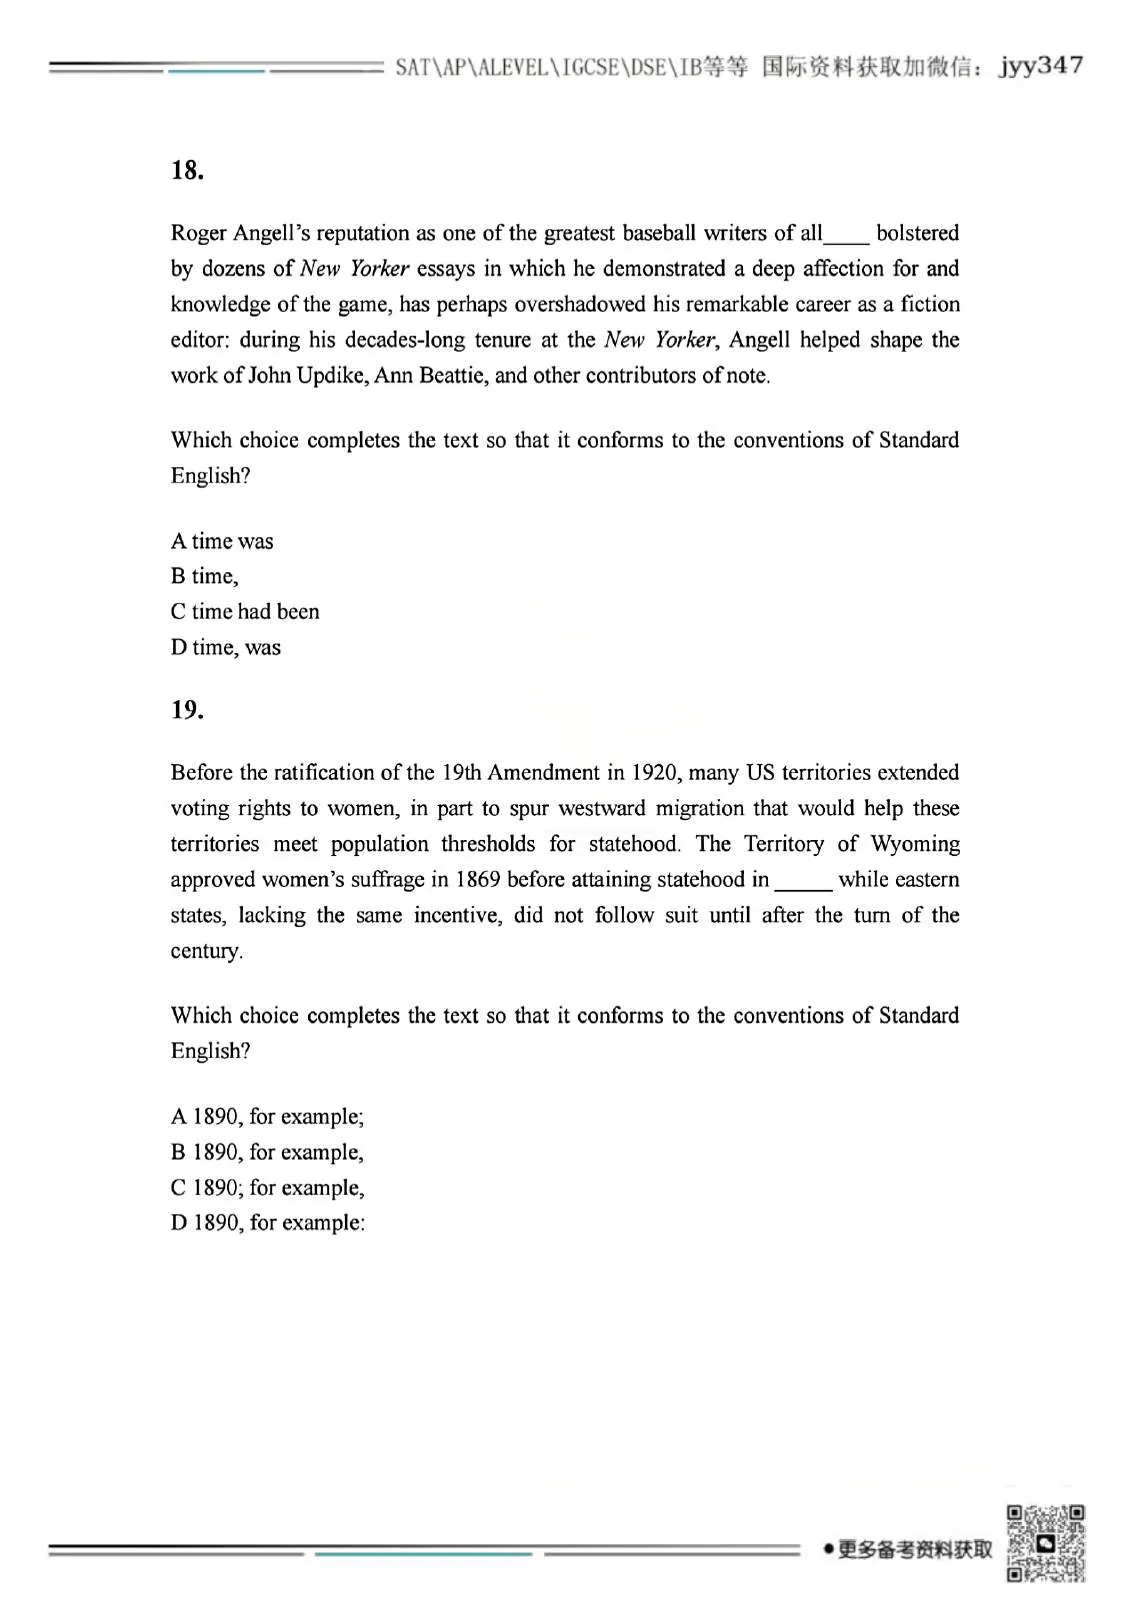 SAT\AP\ALEVEL\IGCSE\DSE\IB等等 国际资料获取加微信：jyy347
18.
Roger Angell’s reputation as one of the greatest baseball writers of all____ bolstered
by dozens of New Yorker essays in which he demonstrated a deep affection for and
knowledge of the game, has perhaps overshadowed his remarkable career as a fiction
editor: during his decades-long tenure at the New Yorker, Angell helped shape the
work of John Updike, Ann Beattie, and other contributors of note.
Which choice completes the text so that it conforms to the conventions of Standard
English?
A time was
B time,
C time had been
D time, was
19.
Before the ratification of the 19th Amendment in 1920, many US territories extended
voting rights to women, in part to spur westward migration that would help these
territories meet population thresholds for statehood. The Territory of Wyoming
approved women’s suffrage in 1869 before attaining statehood in _____ while eastern
states, lacking the same incentive, did not follow suit until after the turn of the
century.
Which choice completes the text so that it conforms to the conventions of Standard
English?
A 1890, for example;
B 1890, for example,
C 1890; for example,
D 1890, for example:
●更多备考资料获取